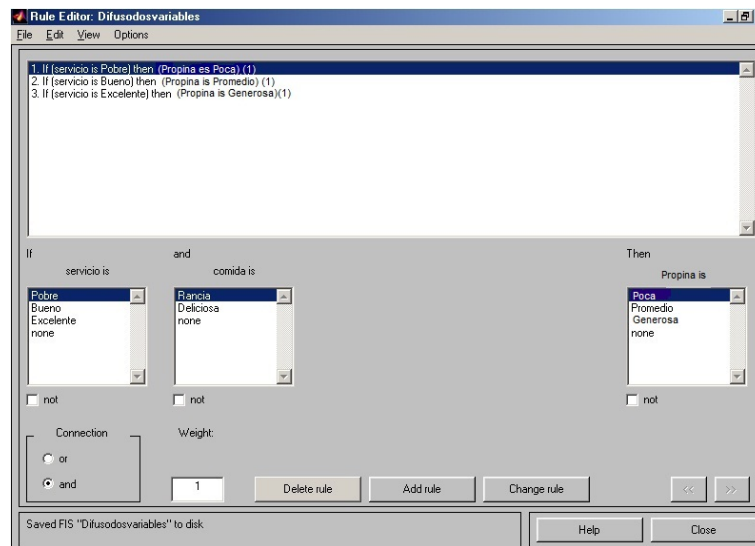 Rule Editor: Difusodosvariables
File Edit View Options
1. If (servicio is Pobre) then (Propina es Poca) (1)
2. If (servicio is Bueno) then (Propina is Promedio) (1)
3. If (servicio is Excelente) then (Propina is Generosa)(1)
If and Then
servicio is comida is Propina is
Pobre Rancia Poca
Bueno Deliciosa Promedio
Excelente none Generosa
none none
not not not
Connection Weight:
or
and 1 Delete rule Add rule Change rule << >>
Saved FIS "Difusodosvariables" to disk Help Close